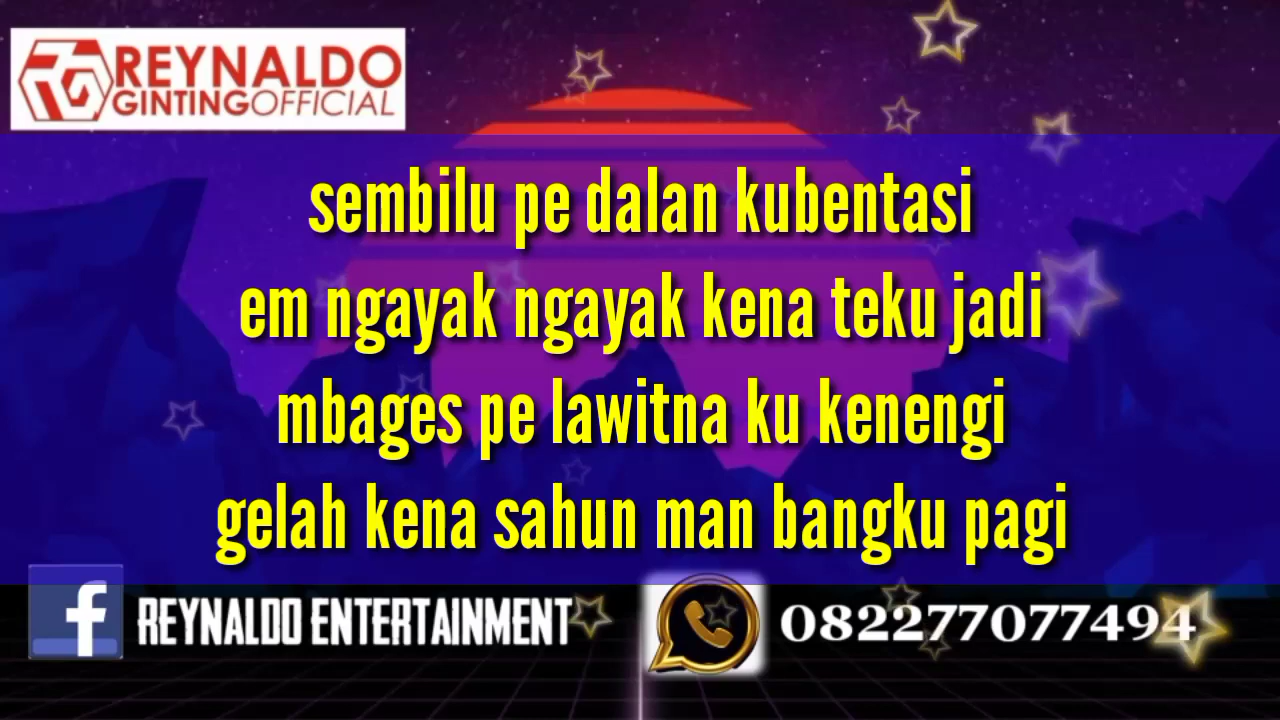 REYNALDO
GINTINGOFFICIAL
sembilu pe dalan kubentasi
em ngayak ngayak kena teku jadi
mbages pe lawitna ku kenengi
gelah kena sahun man bangku pagi
f REYNALDO ENTERTAINMENT
082277077494